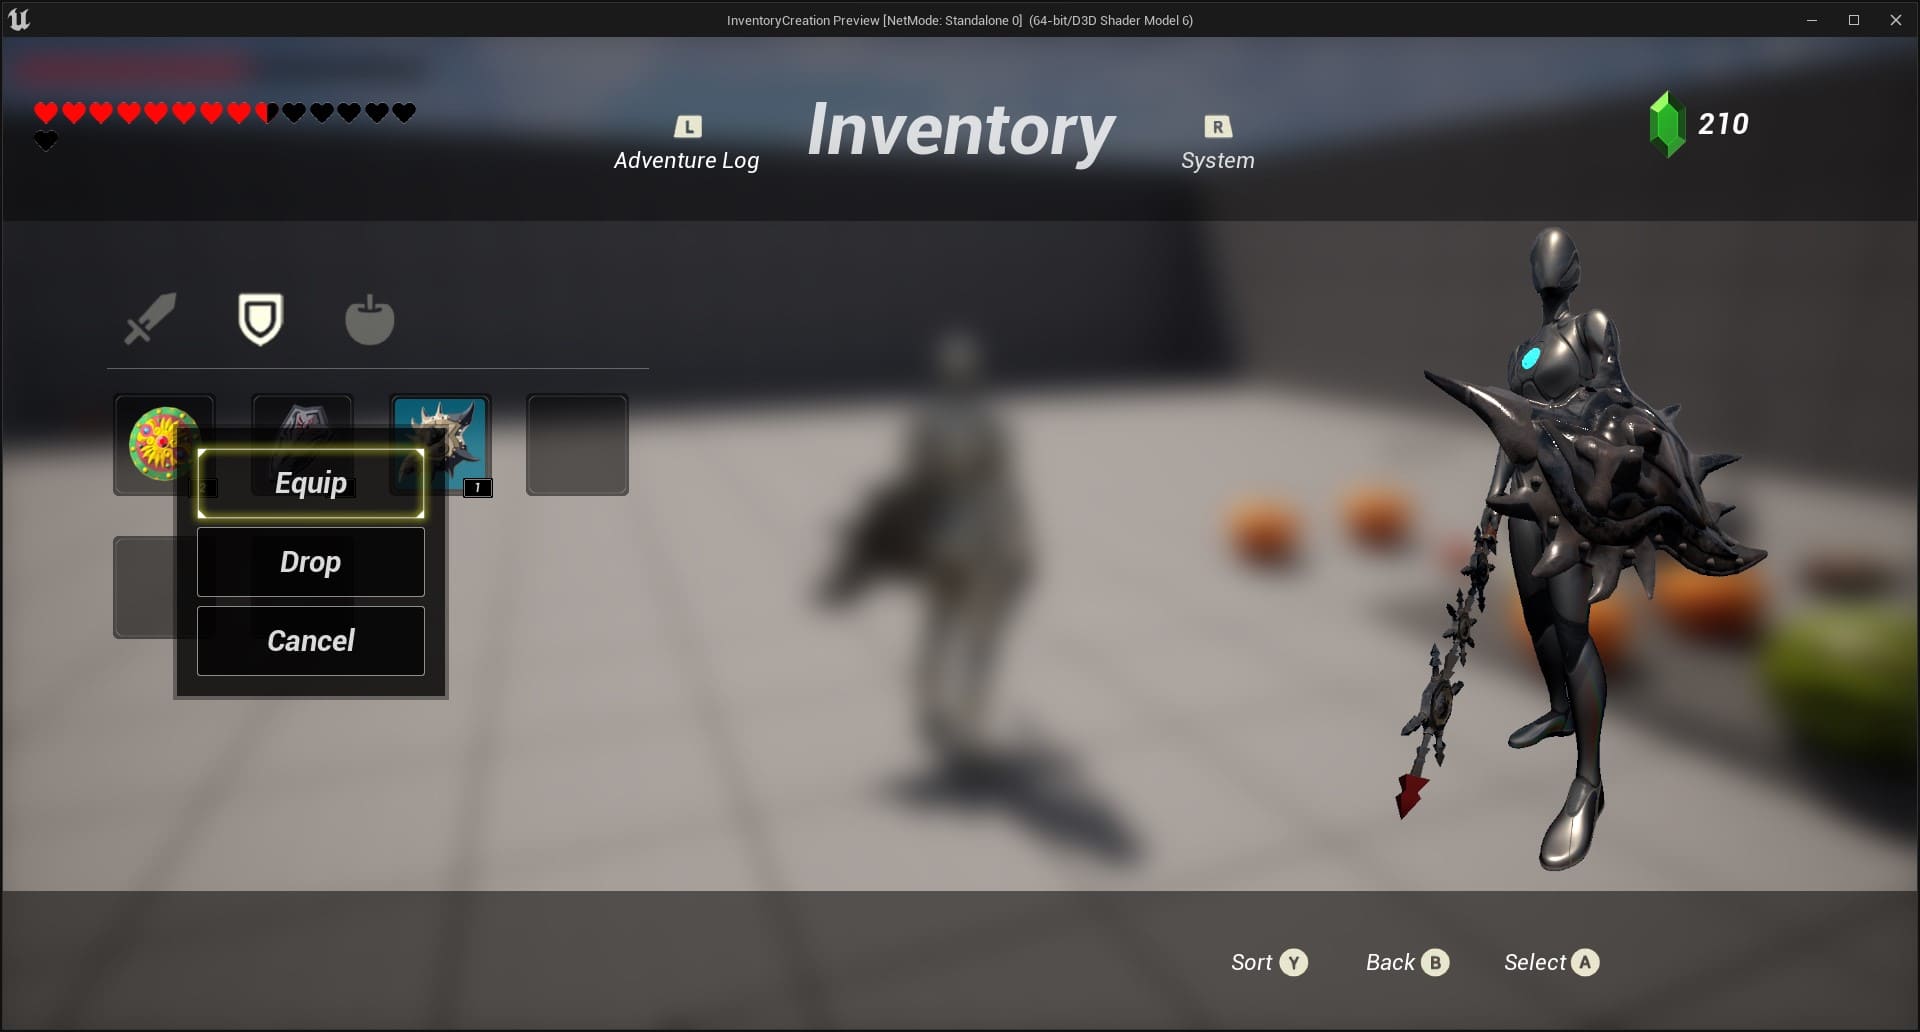 InventoryCreation Preview [NetMode: Standalone 0] (64-bit/D3D Shader Model 6)
L
Inventory
R
210
Adventure Log
System
2
1
Equip
Drop
Cancel
Sort Y
Back B
Select A